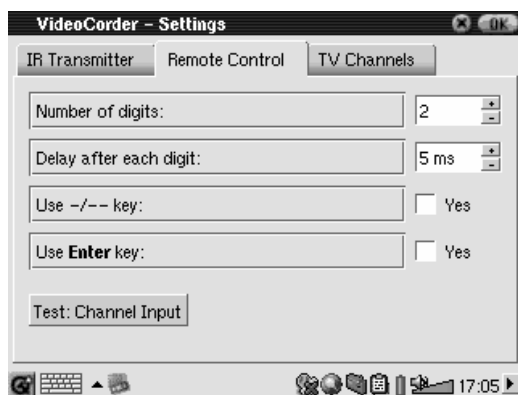 VideoCorder – Settings
OK
IR Transmitter Remote Control TV Channels
Number of digits: 2
Delay after each digit: 5 ms
Use –/–– key: Yes
Use Enter key: Yes
Test: Channel Input
17:05